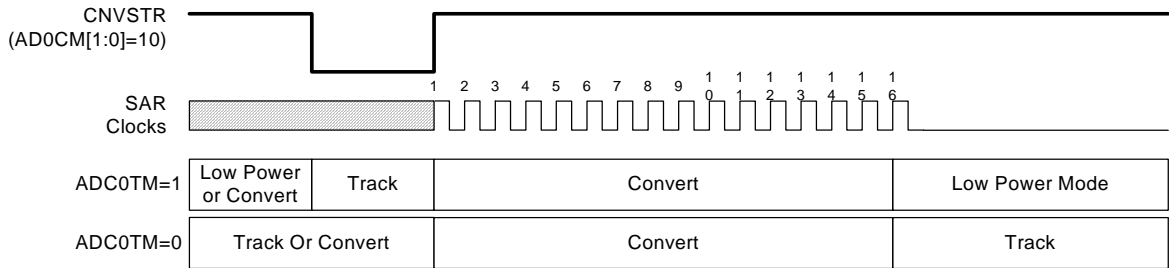 CNVSTR
(AD0CM[1:0]=10)
1 2 3 4 5 6 7 8 9 10 11 12 13 14 15 16
SAR
Clocks
ADC0TM=1
Low Power
or Convert
Track
Convert
Low Power Mode
ADC0TM=0
Track Or Convert
Convert
Track